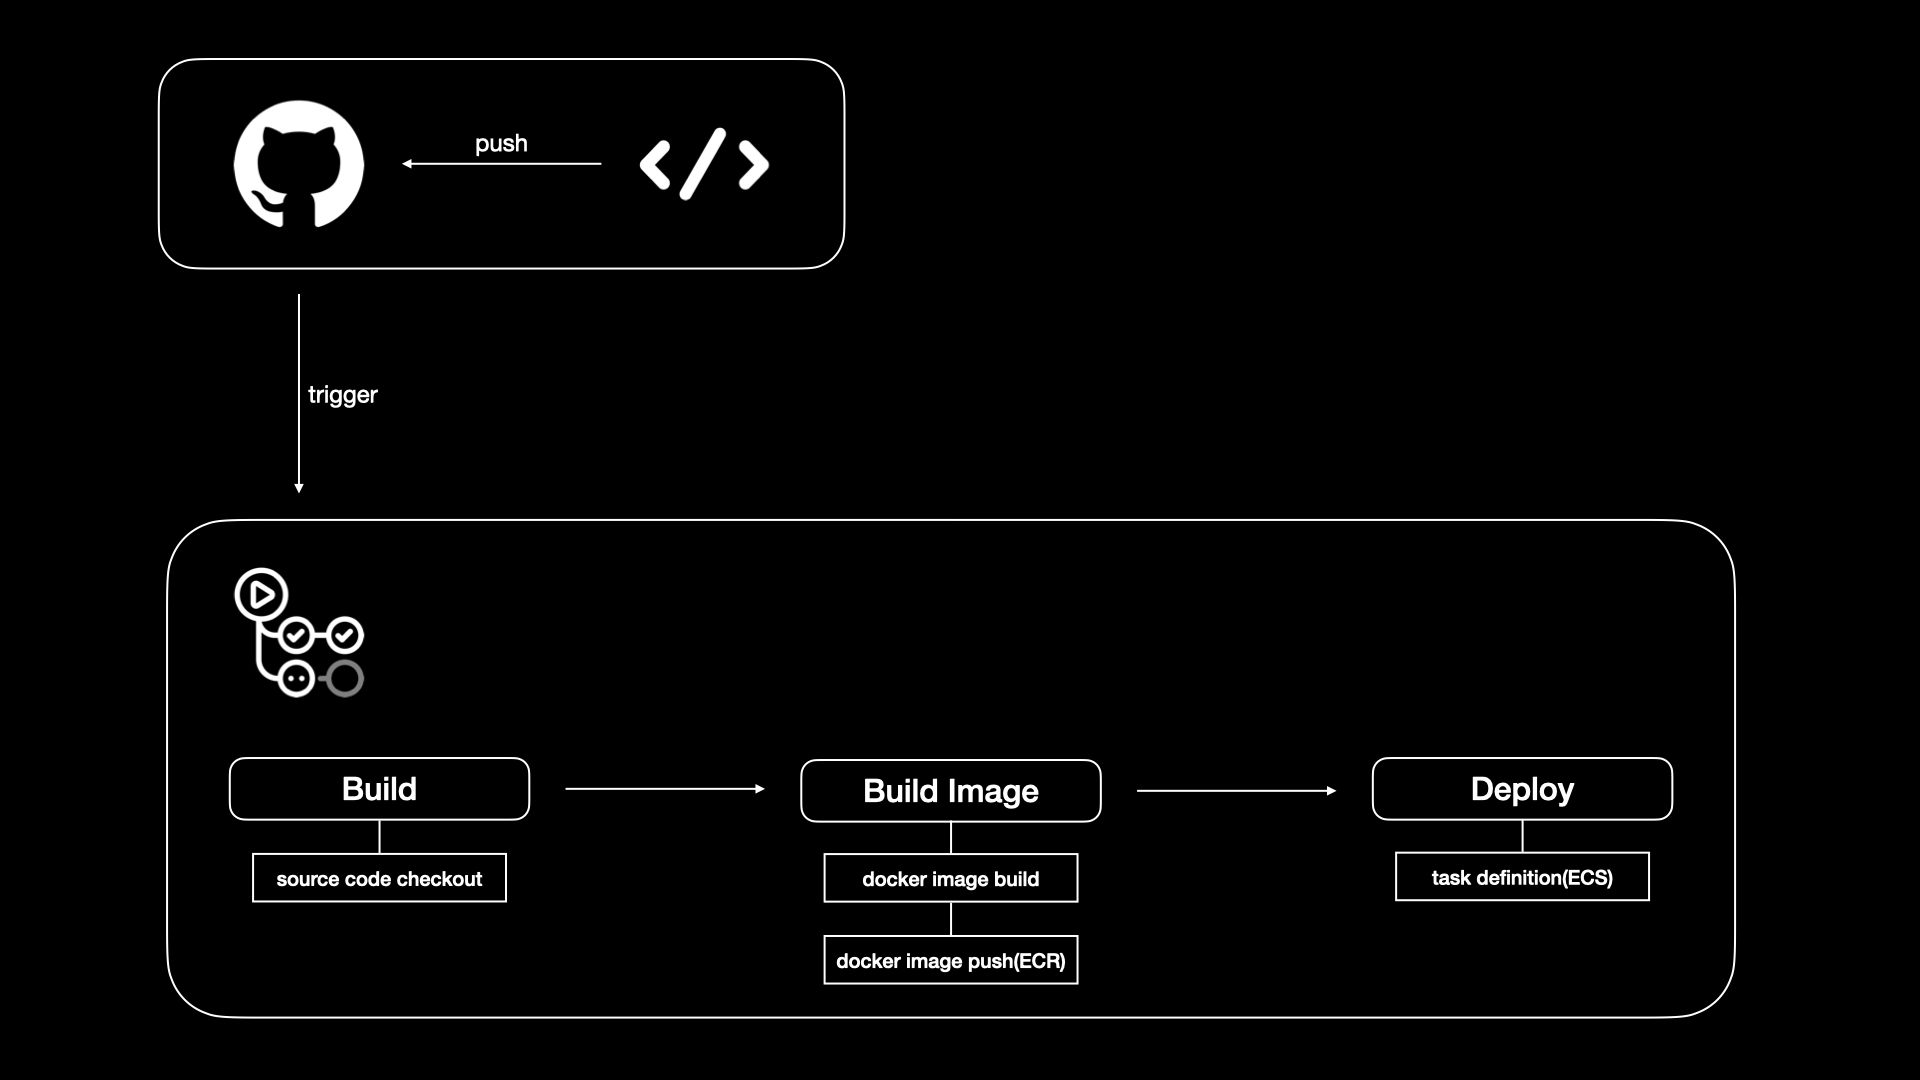 push
trigger
Build
Build Image
Deploy
source code checkout
docker image build
task definition(ECS)
docker image push(ECR)